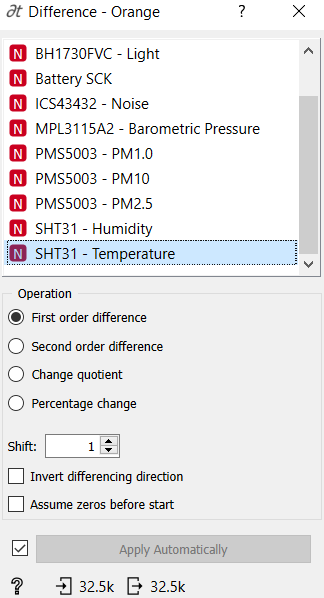 Difference - Orange ?
N BH1730FVC - Light
N Battery SCK
N ICS43432 - Noise
N MPL3115A2 - Barometric Pressure
N PMS5003 - PM1.0
N PMS5003 - PM10
N PMS5003 - PM2.5
N SHT31 - Humidity
N SHT31 - Temperature
Operation
First order difference
Second order difference
Change quotient
Percentage change
Shift: 1
Invert differencing direction
Assume zeros before start
Apply Automatically
? 32.5k 32.5k